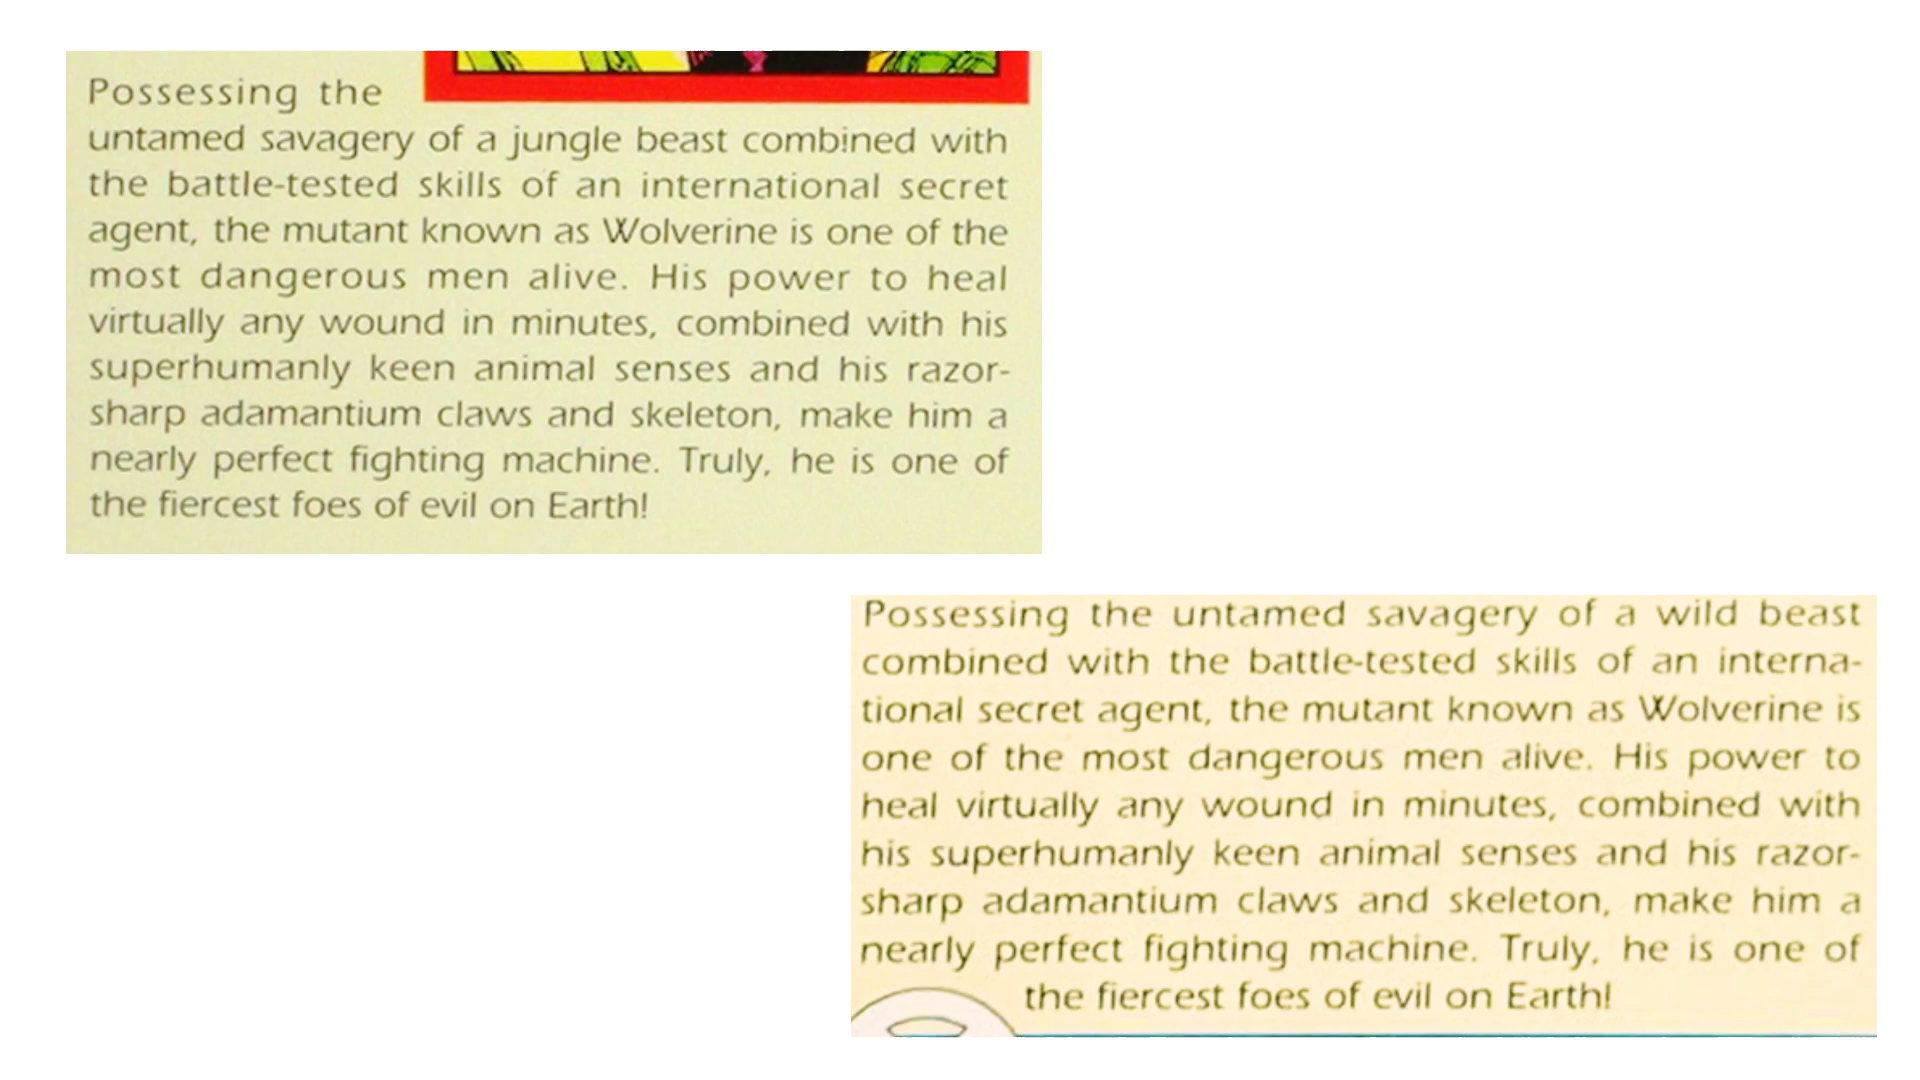 Possessing the
untamed savagery of a jungle beast combined with
the battle-tested skills of an international secret
agent, the mutant known as Wolverine is one of the
most dangerous men alive. His power to heal
virtually any wound in minutes, combined with his
superhumanly keen animal senses and his razor-
sharp adamantium claws and skeleton, make him a
nearly perfect fighting machine. Truly, he is one of
the fiercest foes of evil on Earth!
Possessing the untamed savagery of a wild beast
combined with the battle-tested skills of an interna-
tional secret agent, the mutant known as Wolverine is
one of the most dangerous men alive. His power to
heal virtually any wound in minutes, combined with
his superhumanly keen animal senses and his razor-
sharp adamantium claws and skeleton, make him a
nearly perfect fighting machine. Truly, he is one of
the fiercest foes of evil on Earth!